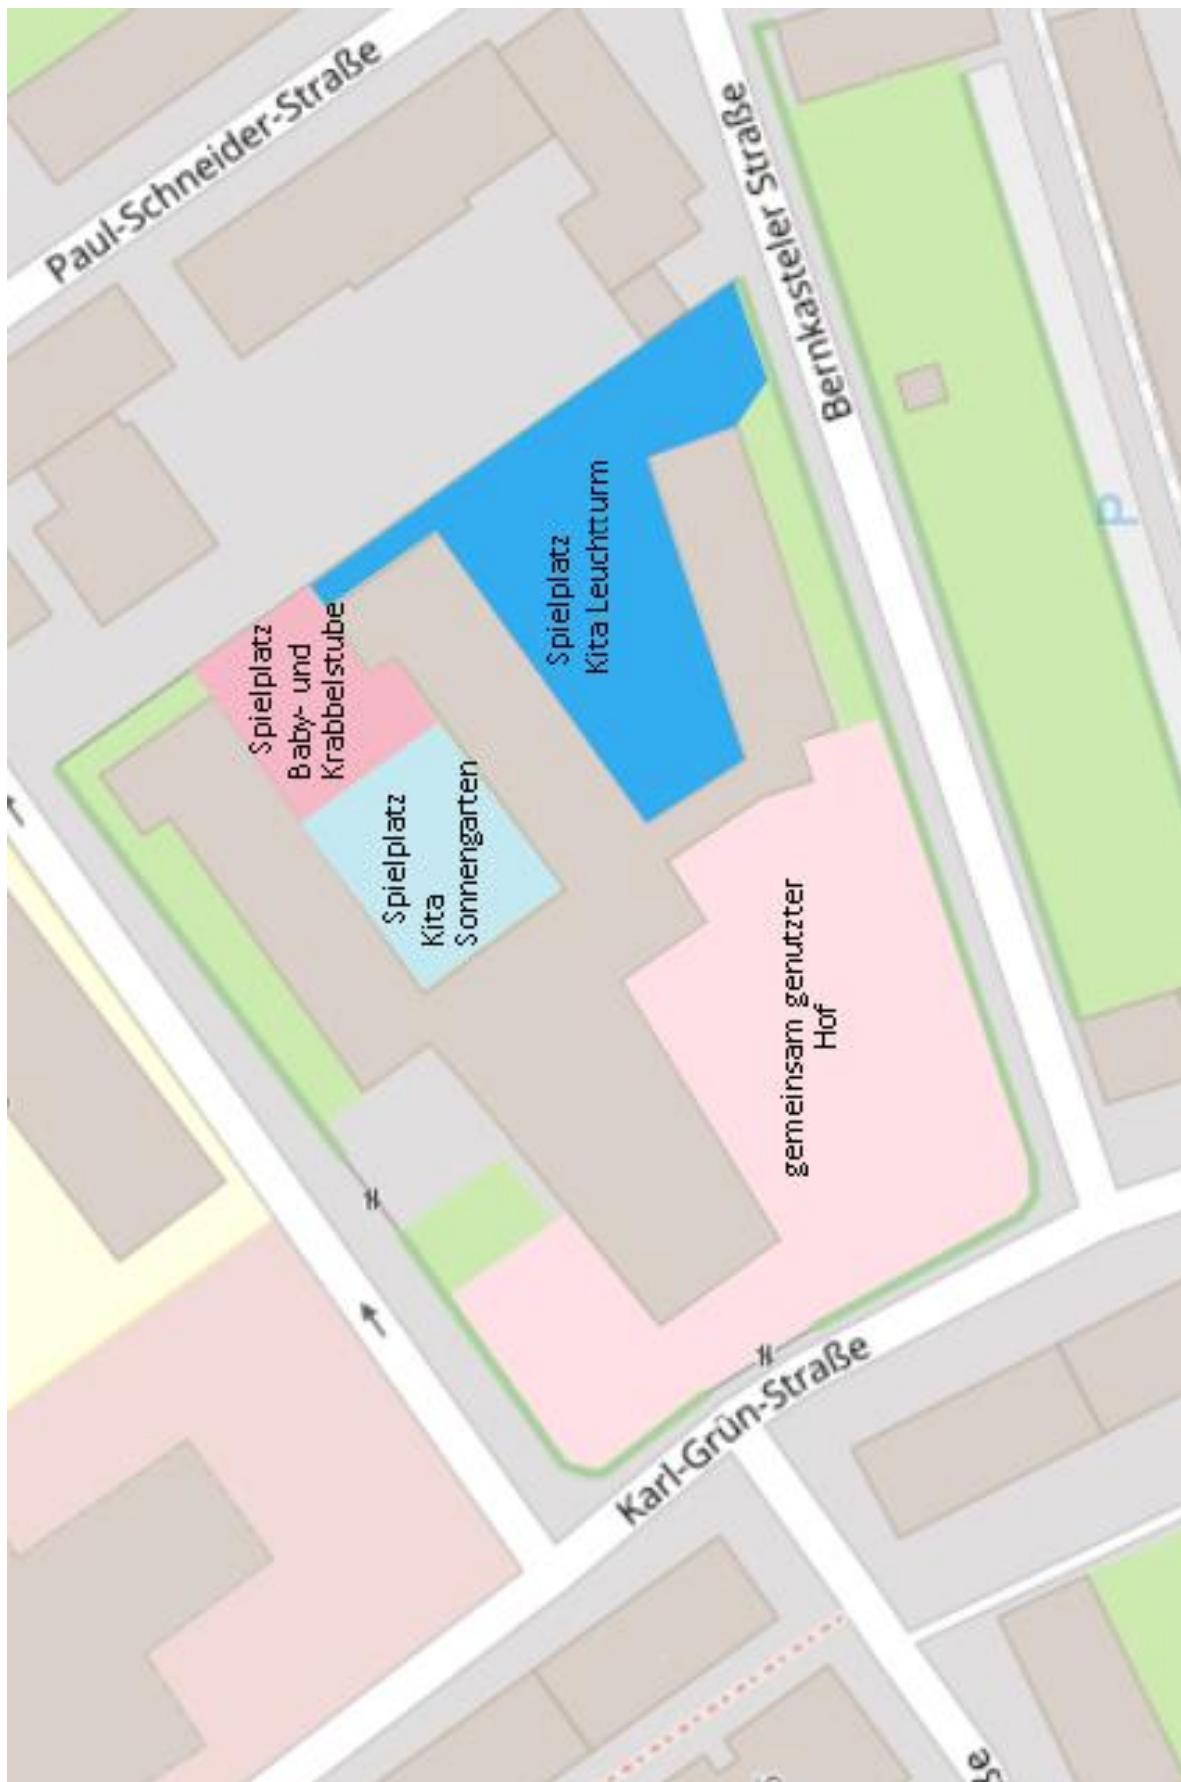 Paul-Schneider-Straße
Bernkasteler Straße
Spielplatz
Baby- und
Krabbelstube
Spielplatz
Kita
Sonnengarten
Spielplatz
Kita Leuchtturm
P
gemeinsam genutzter
Hof
Karl-Grün-Straße
ße